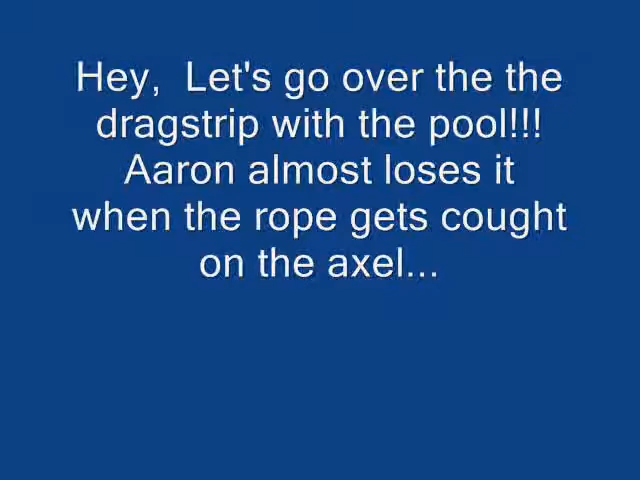 Hey,  Let's go over the the
dragstrip with the pool!!!
Aaron almost loses it
when the rope gets cought
on the axel...